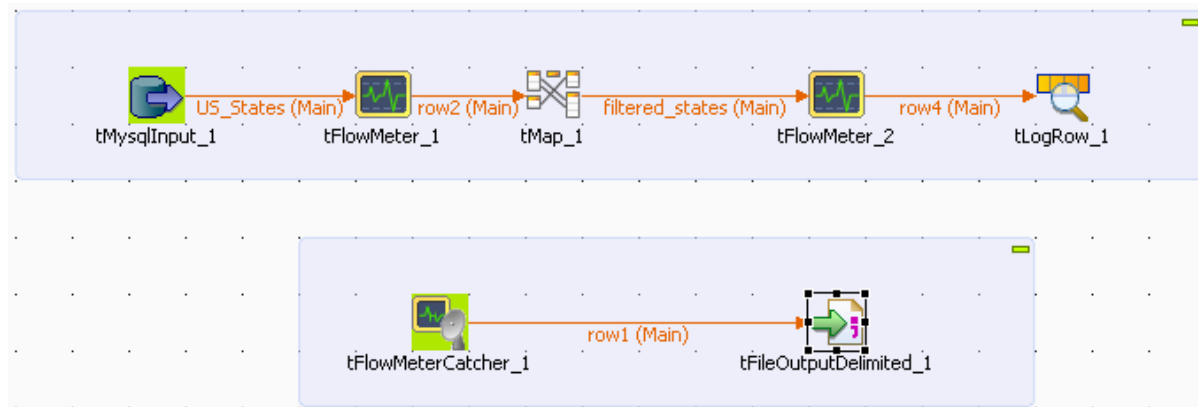 US_States (Main)
row2 (Main)
filtered_states (Main)
row4 (Main)
tMysqlInput_1
tFlowMeter_1
tMap_1
tFlowMeter_2
tLogRow_1
row1 (Main)
tFlowMeterCatcher_1
tFileOutputDelimited_1